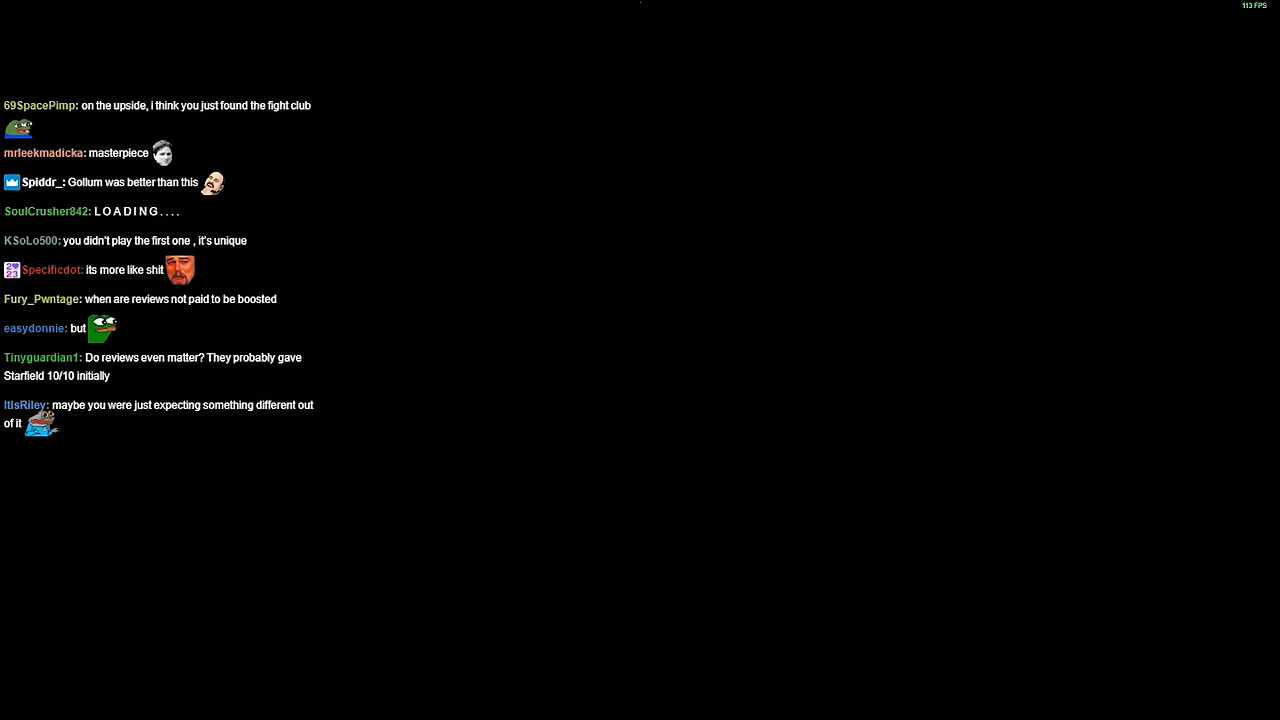 113 FPS
69SpacePimp: on the upside, i think you just found the fight club
mrleekmadicka: masterpiece
Spiddr_: Gollum was better than this
SoulCrusher842: L O A D I N G . . . .
KSoLo500: you didn't play the first one , it's unique
2023 Specificdot: its more like shit
Fury_Pwntage: when are reviews not paid to be boosted
easydonnie: but
Tinyguardian1: Do reviews even matter? They probably gave
Starfield 10/10 initially
ItIsRiley: maybe you were just expecting something different out
of it